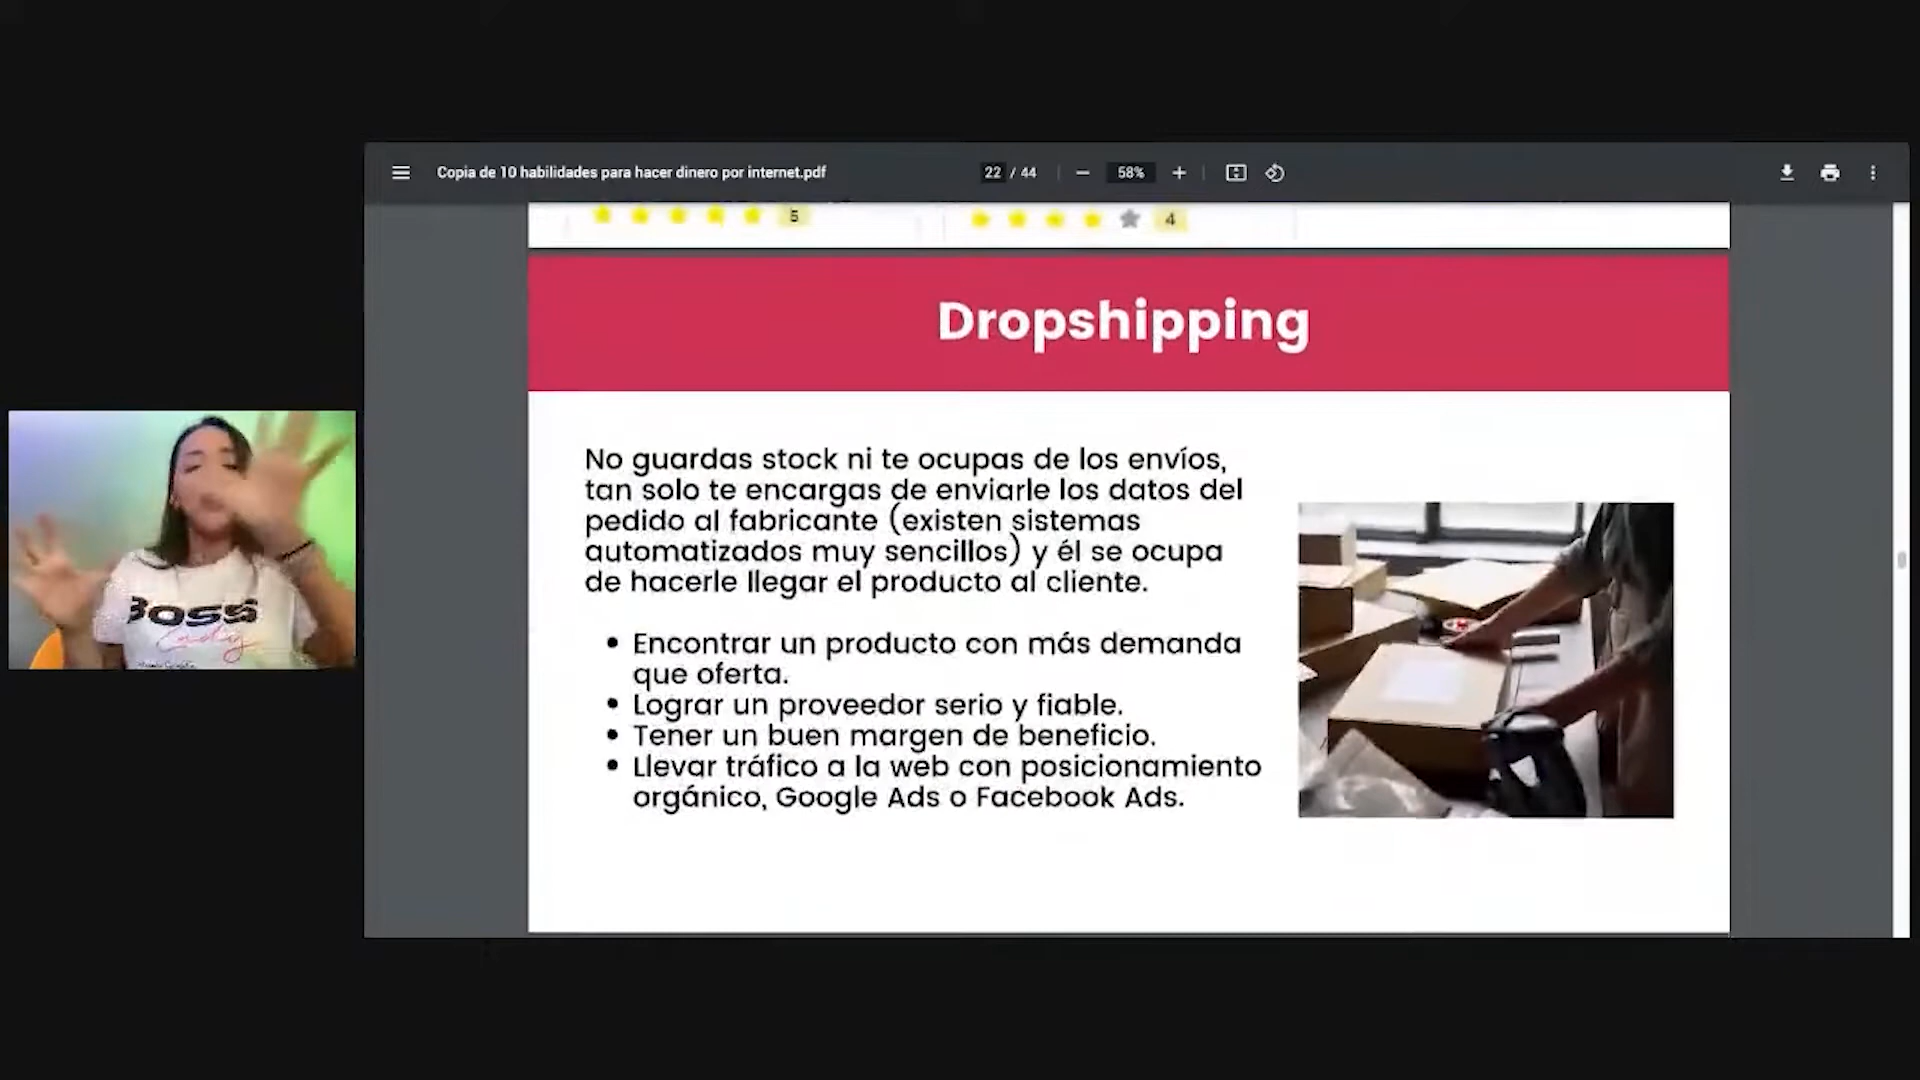 Copia de 10 habilidades para hacer dinero por internet.pdf
22 / 44
58%
5
4
Dropshipping
No guardas stock ni te ocupas de los envíos,
tan solo te encargas de enviarle los datos del
pedido al fabricante (existen sistemas
automatizados muy sencillos) y él se ocupa
de hacerle llegar el producto al cliente.
• Encontrar un producto con más demanda
que oferta.
• Lograr un proveedor serio y fiable.
• Tener un buen margen de beneficio.
• Llevar tráfico a la web con posicionamiento
orgánico, Google Ads o Facebook Ads.
BOSS
Lady